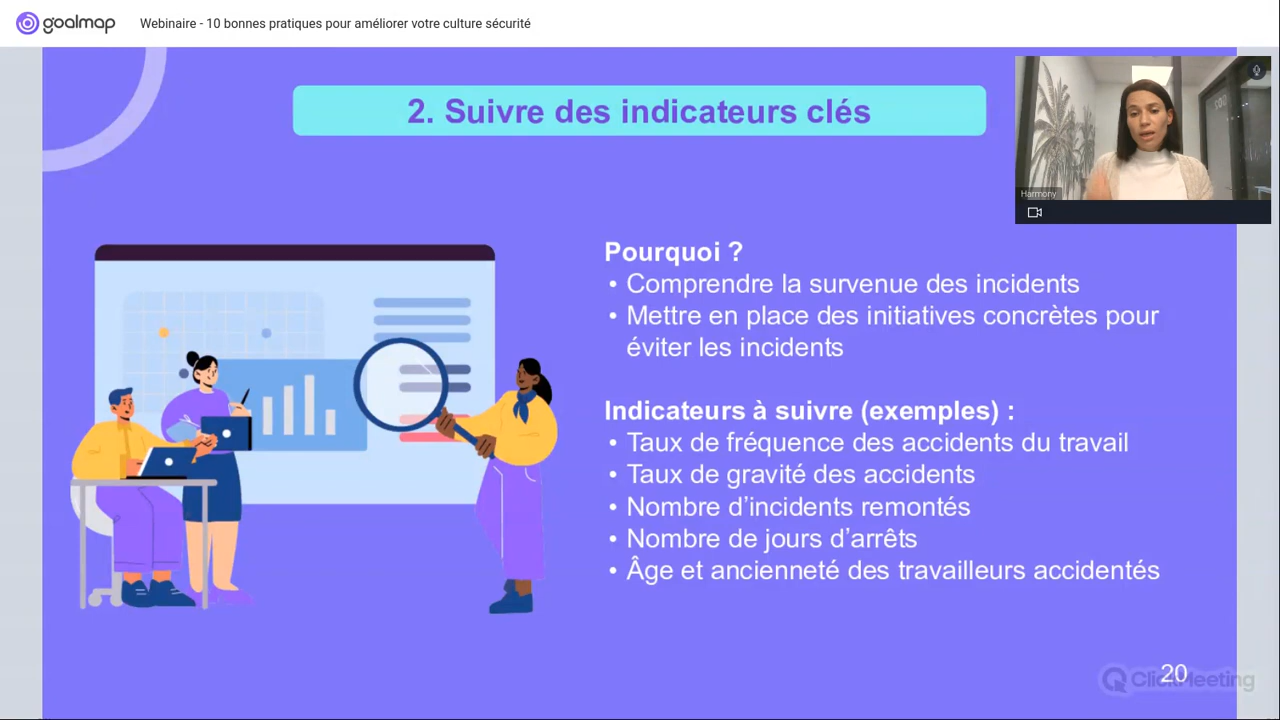 goalmap
Webinaire - 10 bonnes pratiques pour améliorer votre culture sécurité
2. Suivre des indicateurs clés
Harmony
Pourquoi ?
• Comprendre la survenue des incidents
• Mettre en place des initiatives concrètes pour
éviter les incidents
Indicateurs à suivre (exemples) :
• Taux de fréquence des accidents du travail
• Taux de gravité des accidents
• Nombre d’incidents remontés
• Nombre de jours d’arrêts
• Âge et ancienneté des travailleurs accidentés
20
ClickMeeting